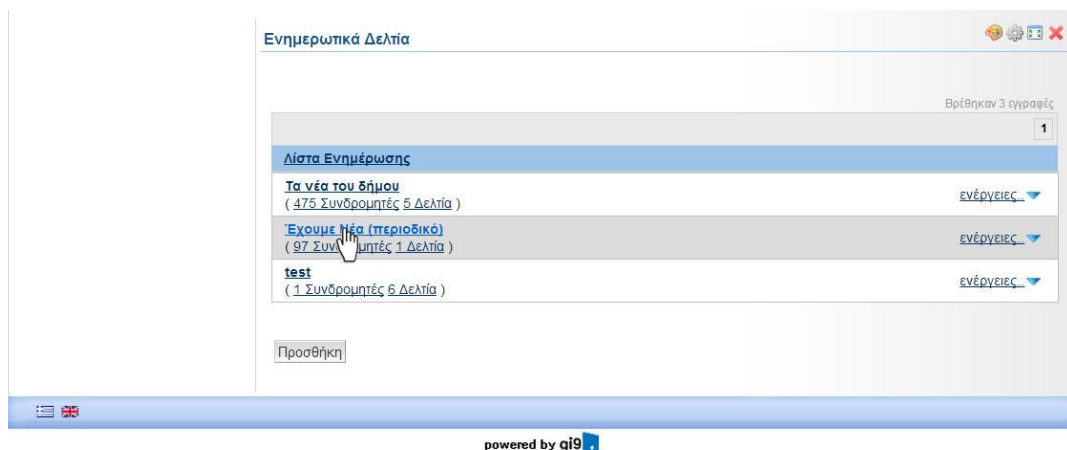 Ενημερωτικά Δελτία
Βρέθηκαν 3 εγγραφές
1
Λίστα Ενημέρωσης
Τα νέα του δήμου
( 475 Συνδρομητές 5 Δελτία )
ενέργειες..
Έχουμε Νέα (περιοδικό)
( 97 Συνδρομητές 1 Δελτία )
ενέργειες..
test
( 1 Συνδρομητές 6 Δελτία )
ενέργειες..
Προσθήκη
powered by qi9